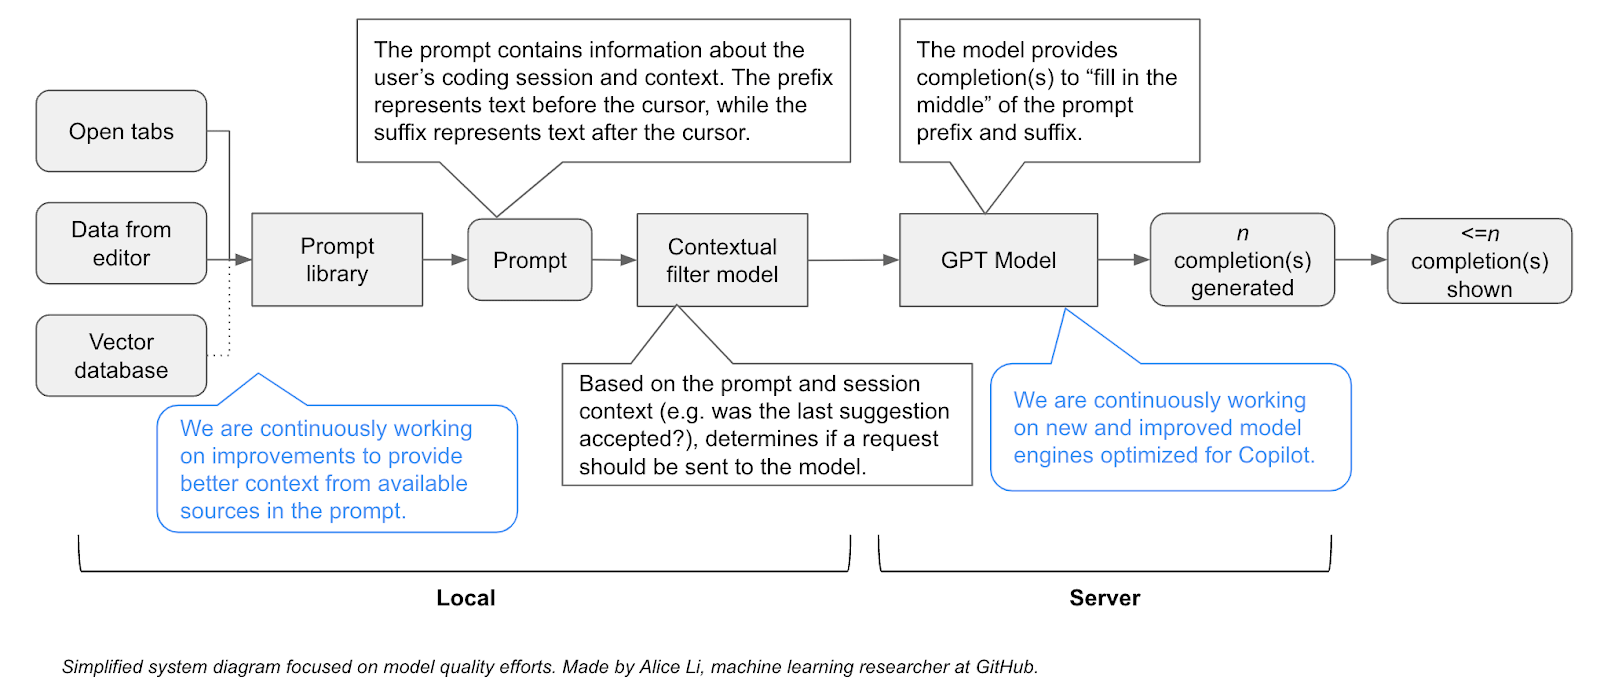 The prompt contains information about the
user's coding session and context. The prefix
represents text before the cursor, while the
suffix represents text after the cursor.
The model provides
completion(s) to “fill in the
middle” of the prompt
prefix and suffix.
Open tabs
Data from
editor
Vector
database
Prompt
library
Prompt
Contextual
filter model
GPT Model
n
completion(s)
generated
<=n
completion(s)
shown
We are continuously working
on improvements to provide
better context from available
sources in the prompt.
Based on the prompt and session
context (e.g. was the last suggestion
accepted?), determines if a request
should be sent to the model.
We are continuously working
on new and improved model
engines optimized for Copilot.
Local
Server
Simplified system diagram focused on model quality efforts. Made by Alice Li, machine learning researcher at GitHub.